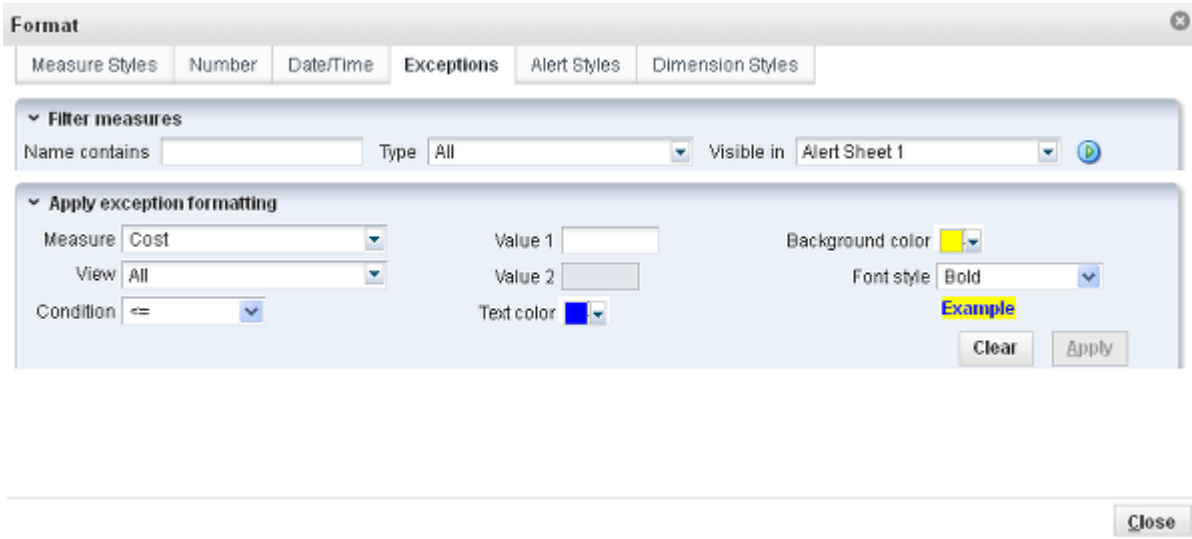 Format
Measure Styles Number Date/Time Exceptions Alert Styles Dimension Styles
Filter measures
Name contains Type All Visible in Alert Sheet 1
Apply exception formatting
Measure Cost Value 1 Background color
View All Value 2 Font style Bold
Condition <= Text color Example
Clear Apply
Close